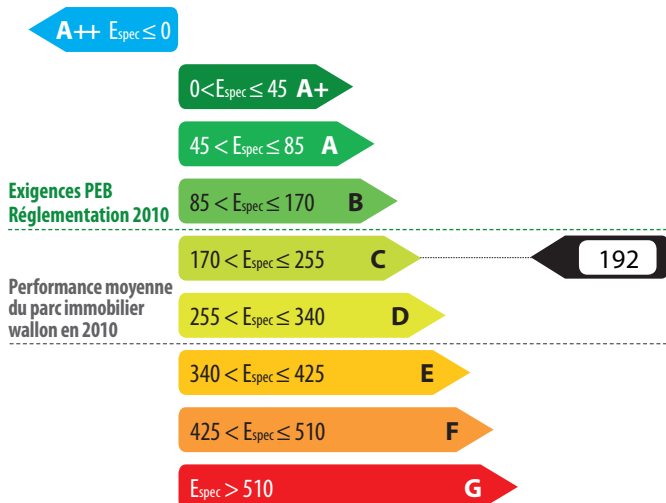 A++ Espec ≤ 0
0<Espec ≤ 45 A+
45 < Espec ≤ 85 A
Exigences PEB
Réglementation 2010
85 < Espec ≤ 170 B
170 < Espec ≤ 255 C
192
Performance moyenne
du parc immobilier
wallon en 2010
255 < Espec ≤ 340 D
340 < Espec ≤ 425 E
425 < Espec ≤ 510 F
Espec > 510 G